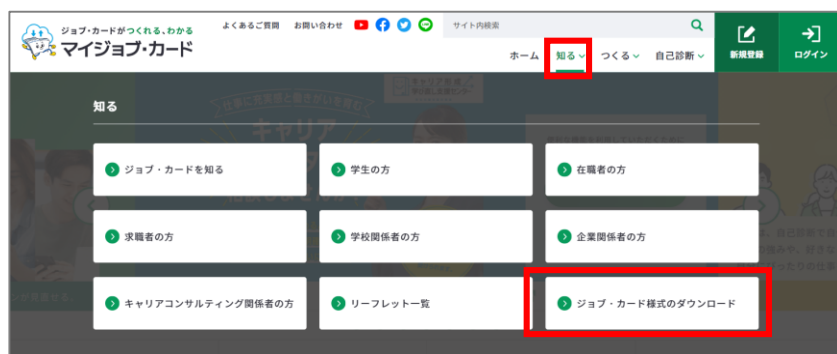 ジョブ・カードがつくれる、わかる
マイジョブ・カード
よくあるご質問 お問い合わせ サイト内検索
ホーム 知る つくる 自己診断
新規登録 ログイン
知る
ジョブ・カードを知る 学生の方 在職者の方
求職者の方 学校関係者の方 企業関係者の方
キャリアコンサルティング関係者の方 リーフレット一覧 ジョブ・カード様式のダウンロード